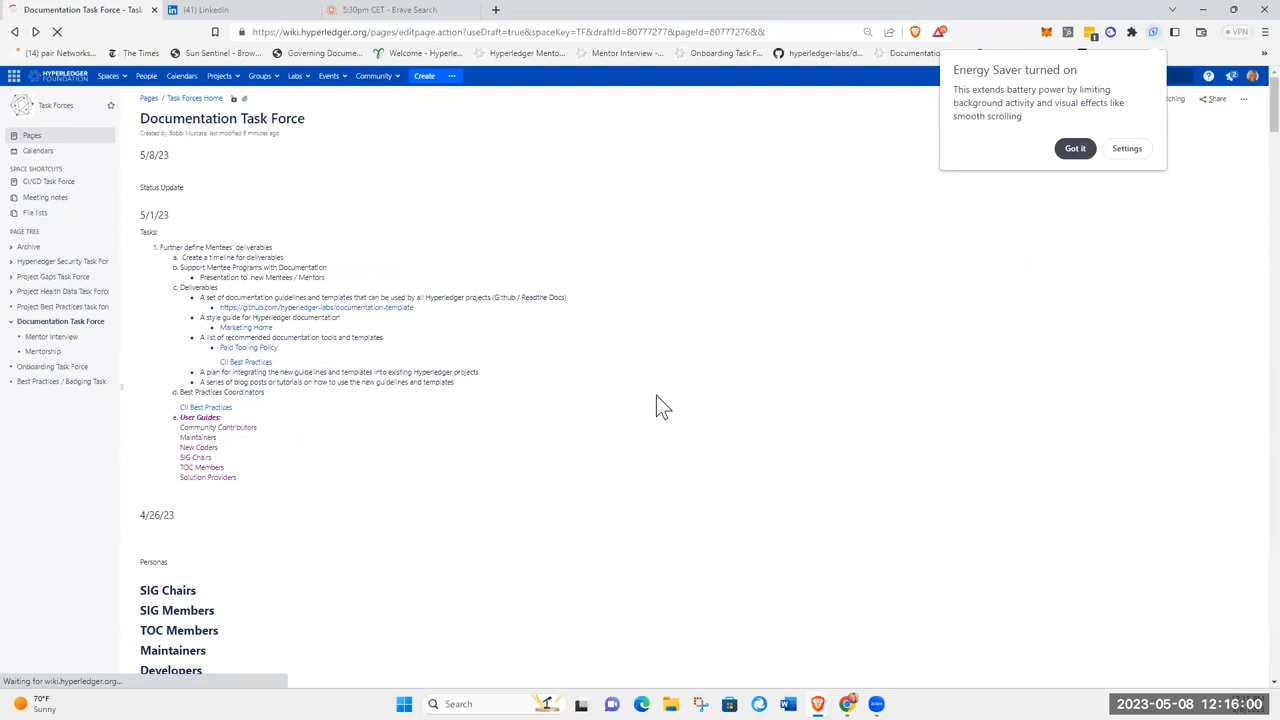 Documentation Task Force - Task
(41) LinkedIn
5:30pm CET - Brave Search
https://wiki.hyperledger.org/pages/editpage.action?useDraft=true&spaceKey=TF&draftId=80777277&pageId=80777276&&
VPN
(14) pair Networks...
The Times
Sun Sentinel - Brow...
Governing Docume...
Welcome - Hyperle...
Hyperledger Mento...
Mentor Interview -...
Onboarding Task F...
hyperledger-labs/d...
Documentati
Energy Saver turned on
This extends battery power by limiting
background activity and visual effects like
smooth scrolling
Got it
Settings
HYPERLEDGER
FOUNDATION
Spaces
People
Calendars
Projects
Groups
Labs
Events
Community
Create
Task Forces
Pages
Calendars
SPACE SHORTCUTS
CI/CD Task Force
Meeting notes
File lists
PAGE TREE
Archive
Hyperledger Security Task For
Project Gaps Task Force
Project Health Data Task Force
Project Best Practices task for
Documentation Task Force
Mentor Interview
Mentorship
Onboarding Task Force
Best Practices / Badging Task
Pages / Task Forces Home
tching
Share
Documentation Task Force
Created by Bobbi Muscara, last modified 8 minutes ago
5/8/23
Status Update
5/1/23
Tasks:
1. Further define Mentees' deliverables
a. Create a timeline for deliverables
b. Support Mentee Programs with Documentation
Presentation to new Mentees / Mentors
c. Deliverables
A set of documentation guidelines and templates that can be used by all Hyperledger projects (Github / Readthe Docs)
https://github.com/hyperledger-labs/documentation-template
A style guide for Hyperledger documentation
Marketing Home
A list of recommended documentation tools and templates
Paid Tooling Policy
CII Best Practices
A plan for integrating the new guidelines and templates into existing Hyperledger projects
A series of blog posts or tutorials on how to use the new guidelines and templates
d. Best Practices Coordinators
CII Best Practices
e. User Guides:
Community Contributors
Maintainers
New Coders
SIG Chairs
TOC Members
Solution Providers
4/26/23
Personas
SIG Chairs
SIG Members
TOC Members
Maintainers
Developers
Waiting for wiki.hyperledger.org...
70°F
Sunny
Search
2023-05-08 12:16:00